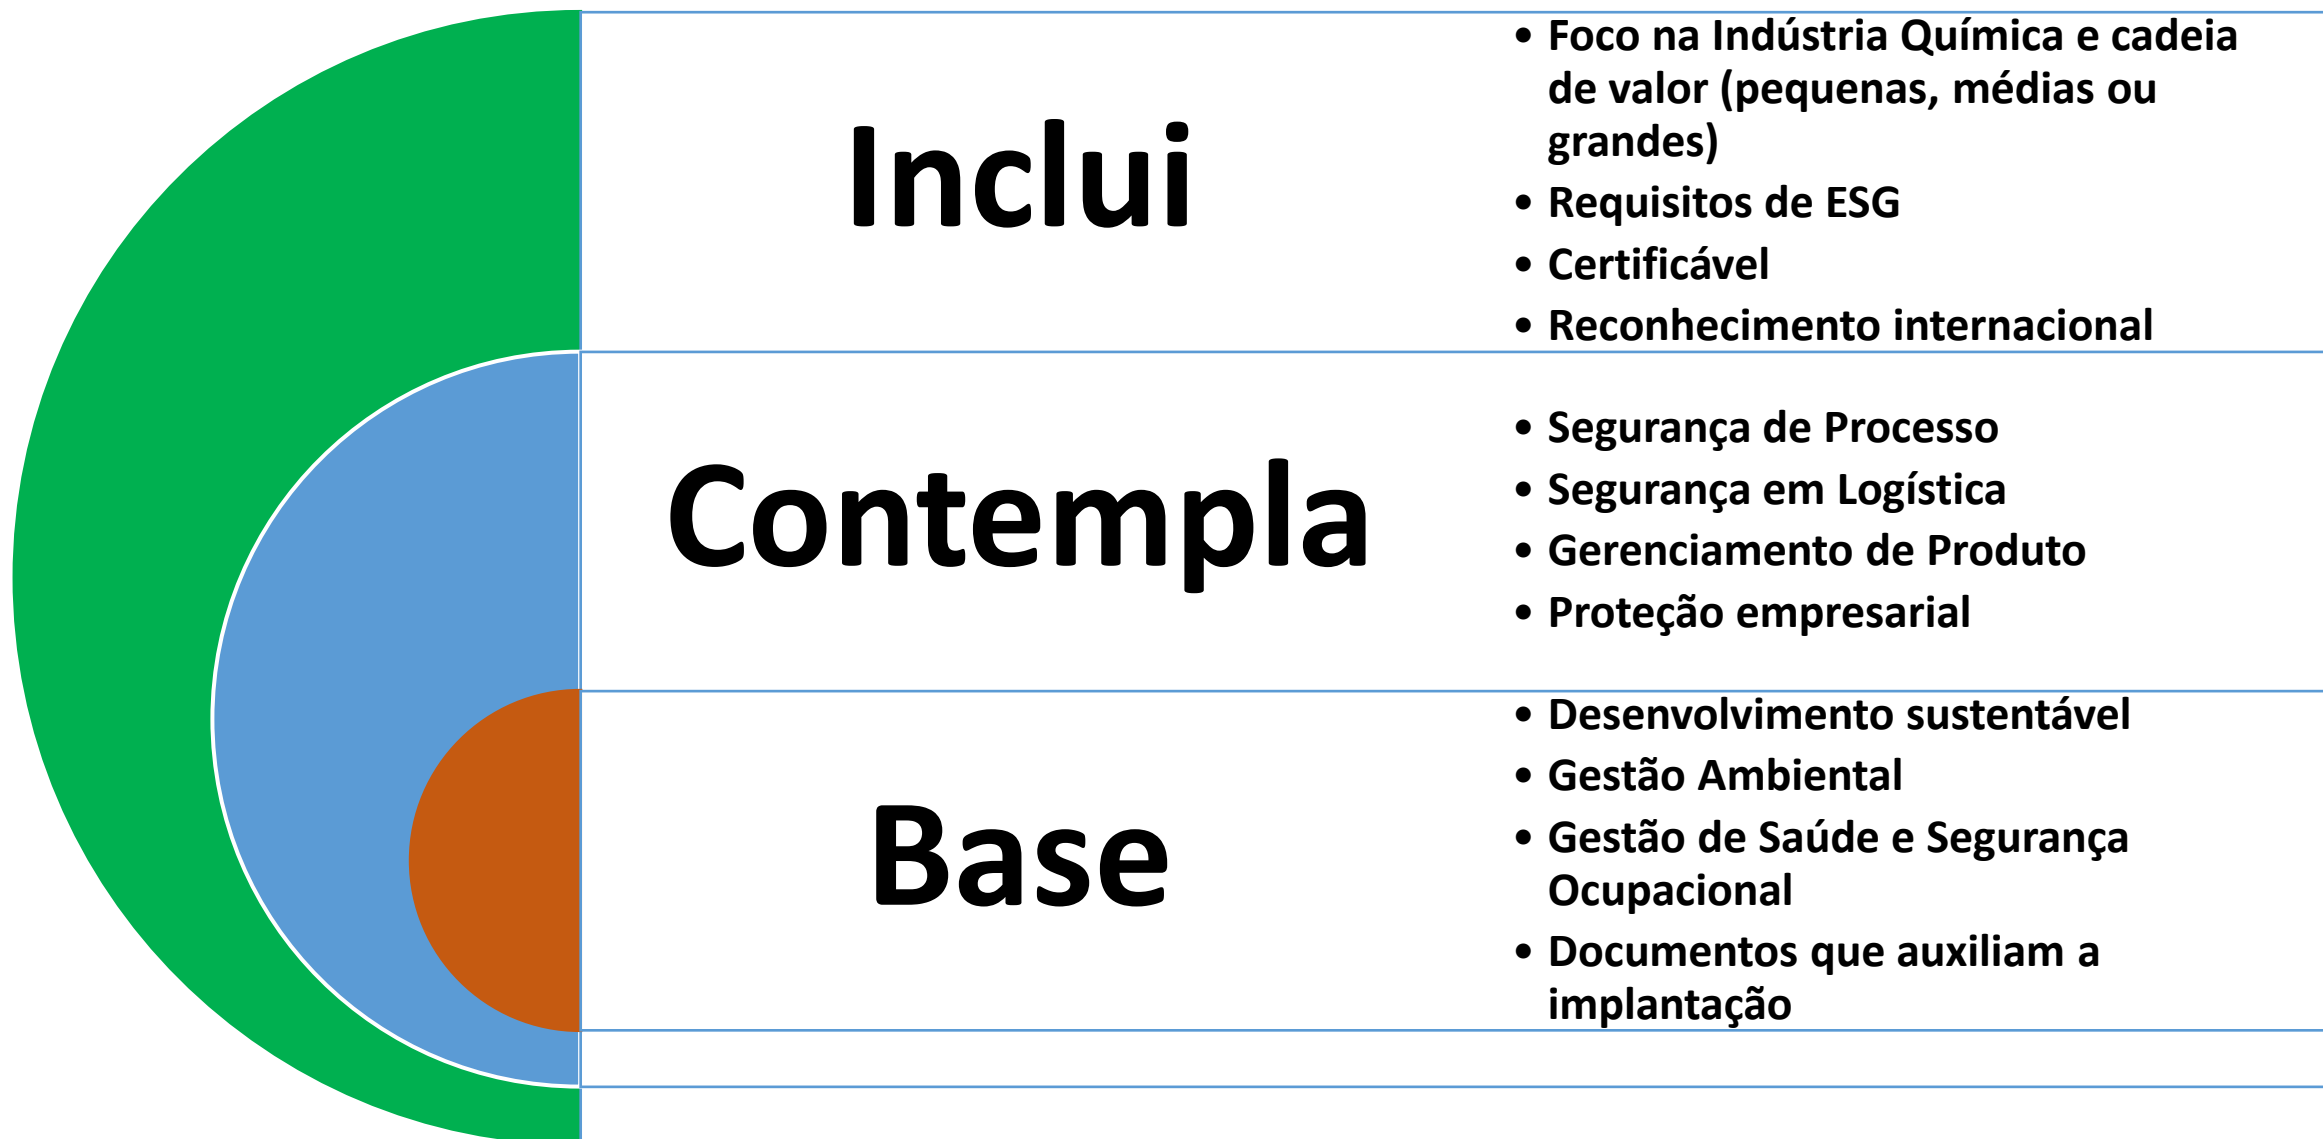 Inclui
• Foco na Indústria Química e cadeia
de valor (pequenas, médias ou
grandes)
• Requisitos de ESG
• Certificável
• Reconhecimento internacional
Contempla
• Segurança de Processo
• Segurança em Logística
• Gerenciamento de Produto
• Proteção empresarial
Base
• Desenvolvimento sustentável
• Gestão Ambiental
• Gestão de Saúde e Segurança
Ocupacional
• Documentos que auxiliam a
implantação